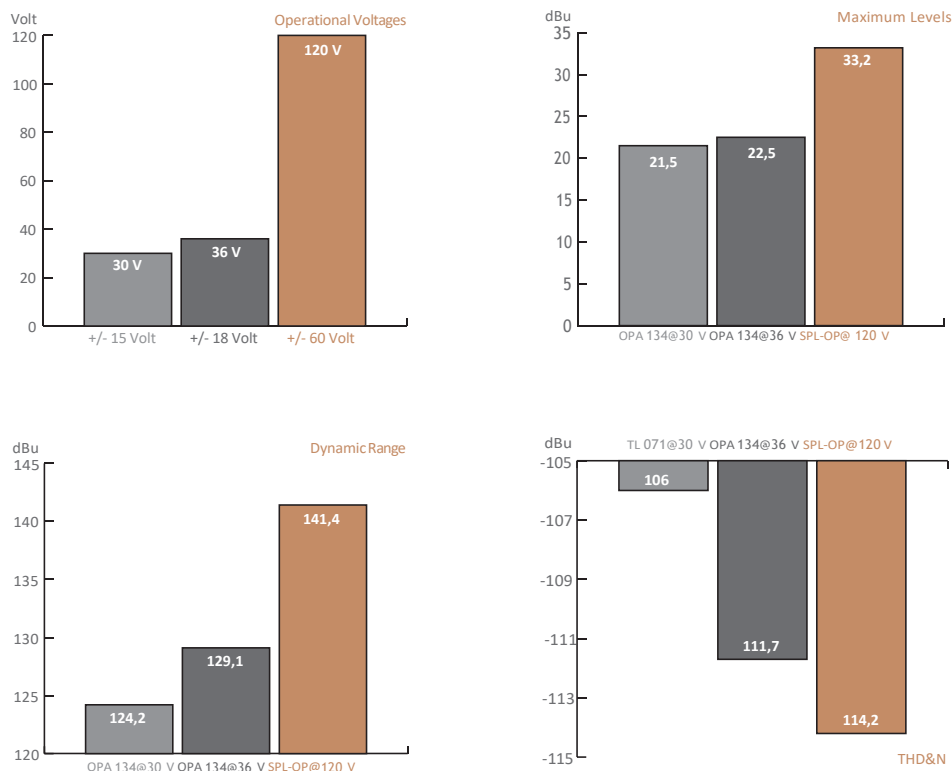 Volt
Operational Voltages
120
100
80
60
40
20
0
120 V
30 V
36 V
+/- 15 Volt
+/- 18 Volt
+/- 60 Volt
dBu
Maximum Levels
35
30
25
20
15
10
5
0
33,2
21,5
22,5
OPA 134@30 V OPA 134@36 V SPL-OP@ 120 V
dBu
Dynamic Range
145
140
135
130
125
120
141,4
129,1
124,2
OPA 134@30 V OPA 134@36 V SPL-OP@120 V
dBu
TL 071@30 V OPA 134@36 V SPL-OP@120 V
-105
-107
-109
-111
-113
-115
106
111,7
114,2
THD&N